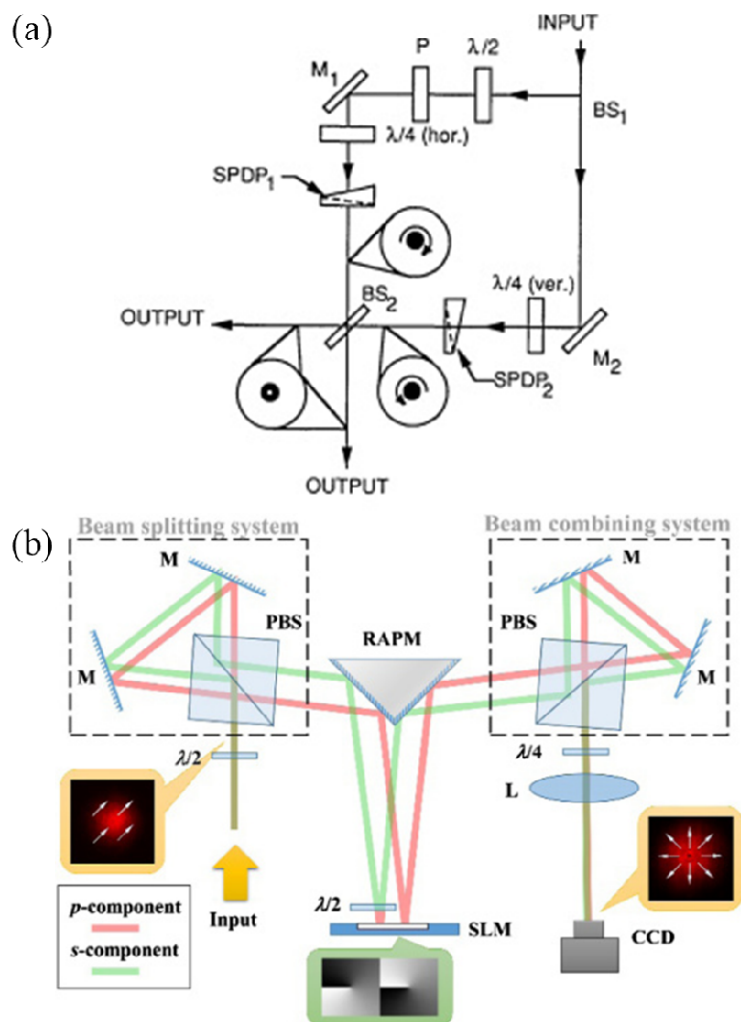 (a)
INPUT
P
λ/2
M1
BS1
λ/4 (hor.)
SPDP1
λ/4 (ver.)
BS2
OUTPUT
M2
SPDP2
OUTPUT
(b)
Beam splitting system
Beam combining system
M
M
PBS
RAPM
PBS
M
M
λ/2
λ/4
L
p-component
s-component
Input
λ/2
SLM
CCD